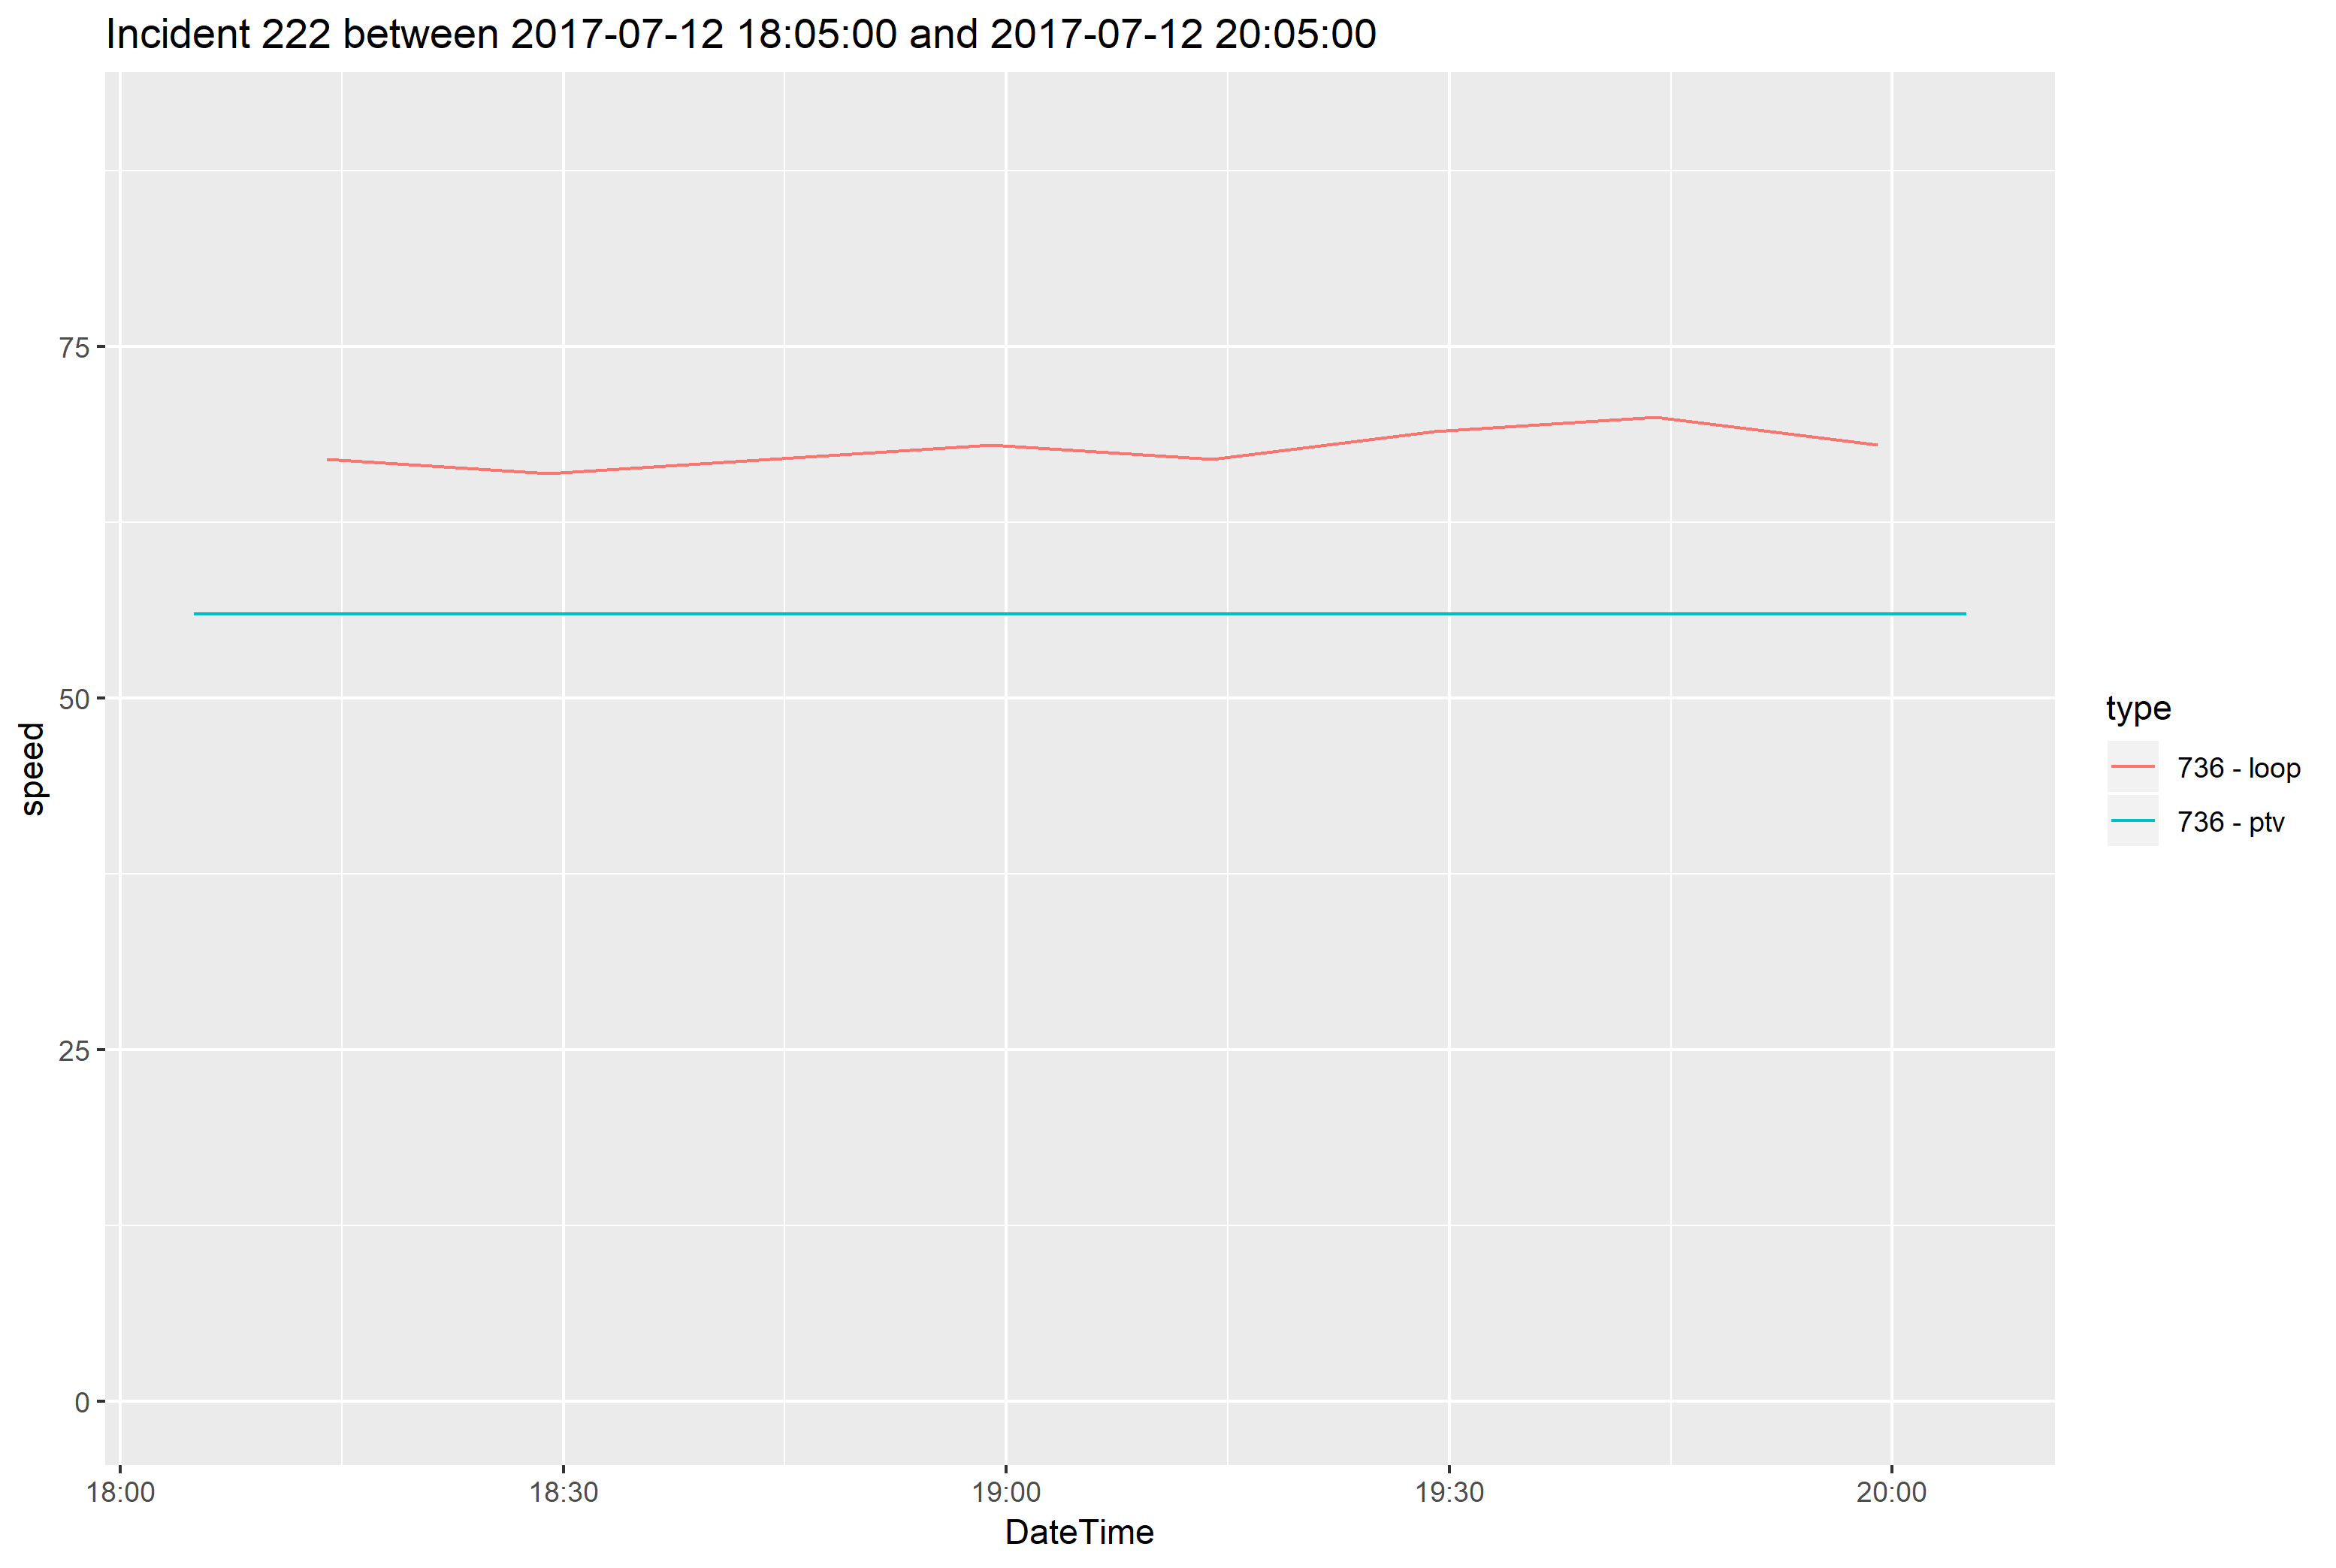 Incident 222 between 2017-07-12 18:05:00 and 2017-07-12 20:05:00
75
50
25
0
speed
18:00 18:30 19:00 19:30 20:00
DateTime
type
736 - loop
736 - ptv